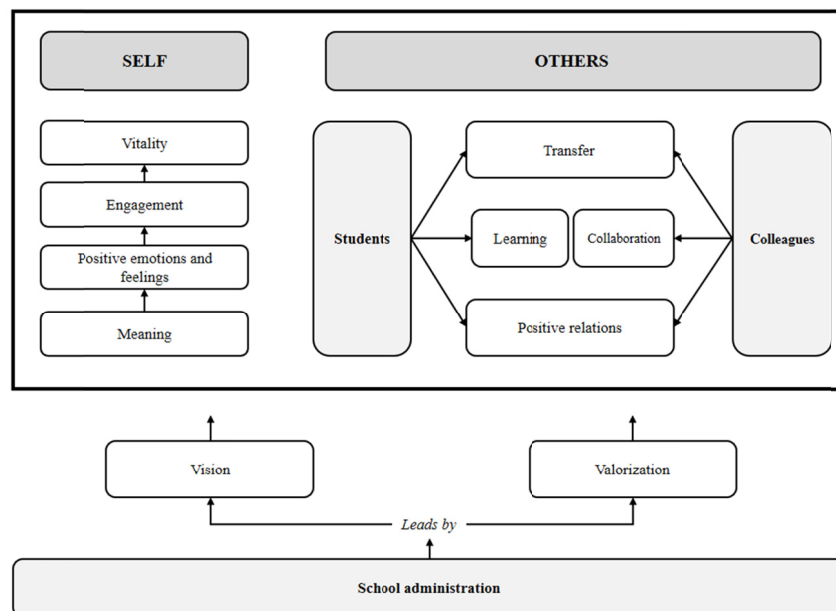 SELF
OTHERS
Vitality
Engagement
Positive emotions and
feelings
Meaning
Students
Transfer
Learning
Collaboration
Positive relations
Colleagues
Vision
Valorization
Leads by
School administration